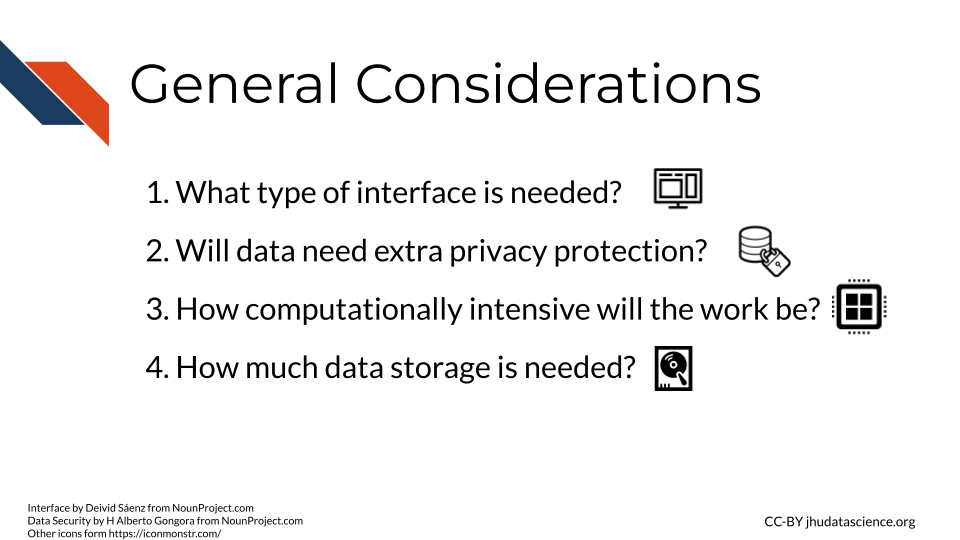 General Considerations
1. What type of interface is needed?
2. Will data need extra privacy protection?
3. How computationally intensive will the work be?
4. How much data storage is needed?
Interface by Deivid Sáenz from NounProject.com
Data Security by H Alberto Gongora from NounProject.com
Other icons form https://iconmonstr.com/
CC-BY jhudatascience.org